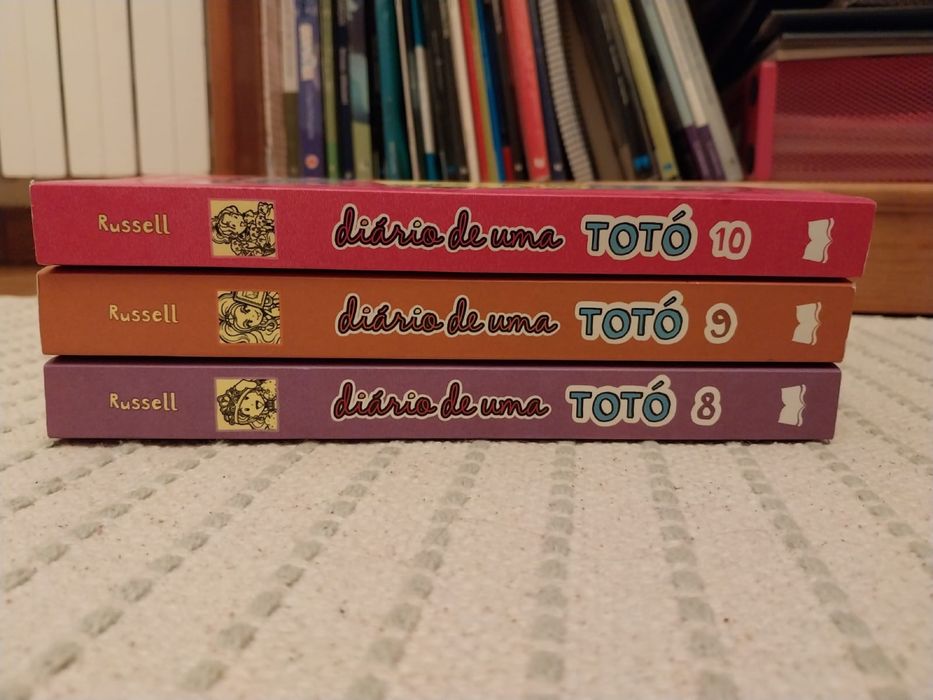 Russell diário de uma TOTÓ 10
Russell diário de uma TOTÓ 9
Russell diário de uma TOTÓ 8